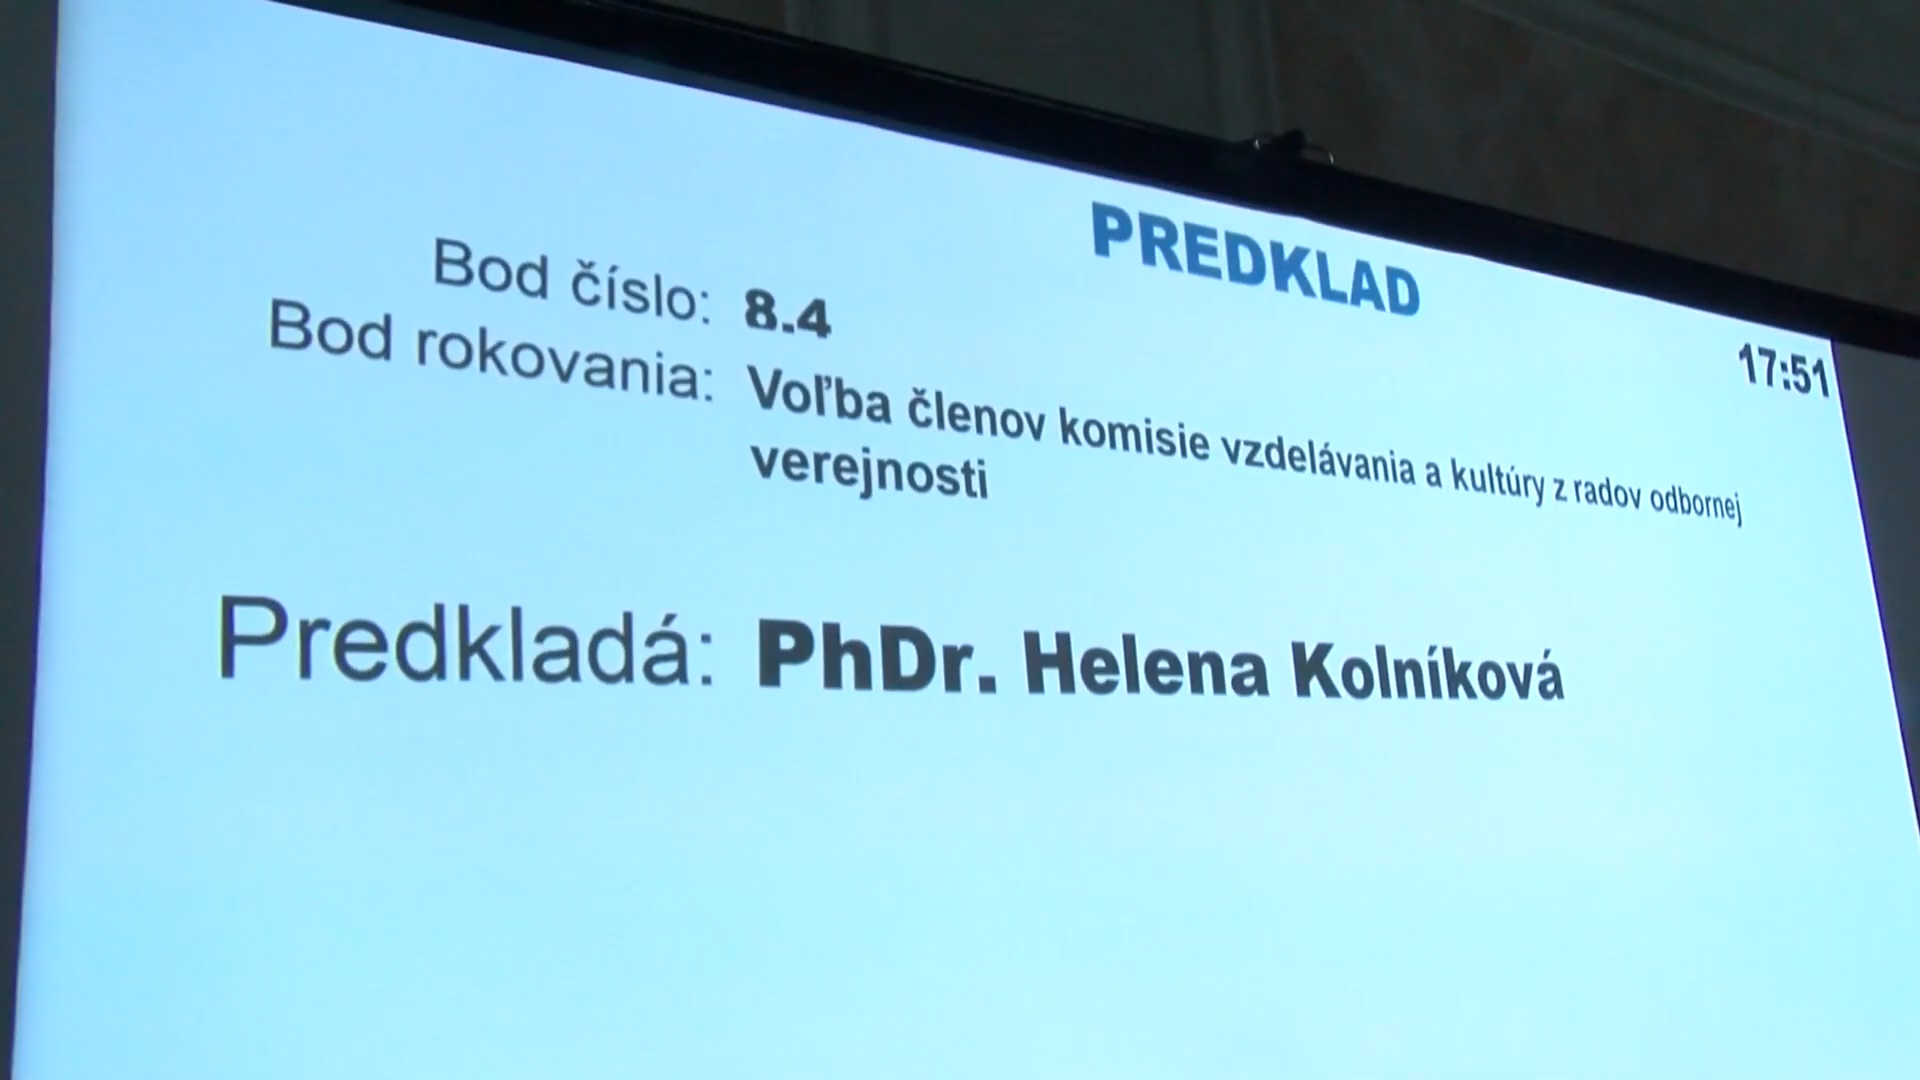 PREDKLAD
17:51
Bod číslo: 8.4
Bod rokovania: Voľba členov komisie vzdelávania a kultúry z radov odbornej
verejnosti
Predkladá: PhDr. Helena Kolníková